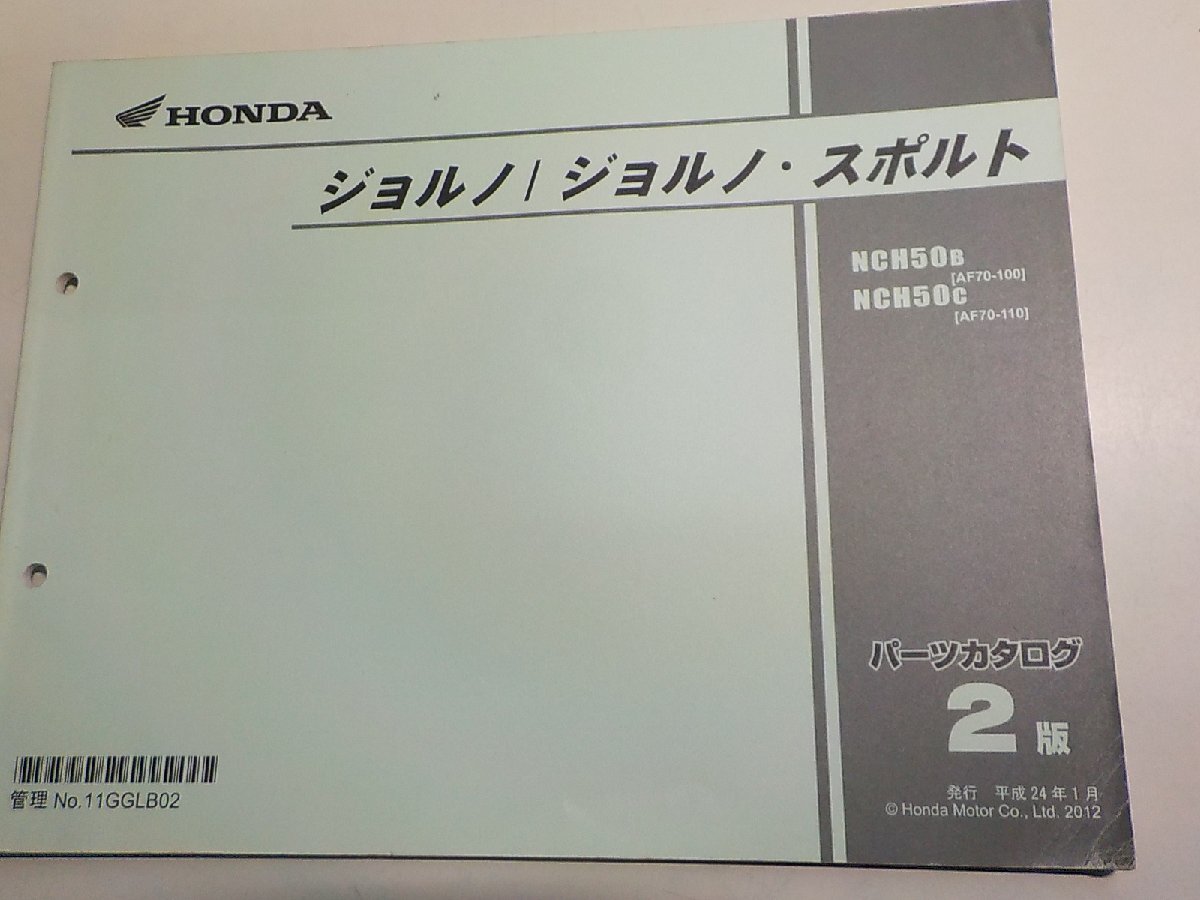 HONDA
ジョルノ / ジョルノ・スポルト
NCH50B
[AF70-100]
NCH50C
[AF70-110]
パーツカタログ
2版
発行 平成24年1月
© Honda Motor Co., Ltd. 2012
管理 No.11GGLB02